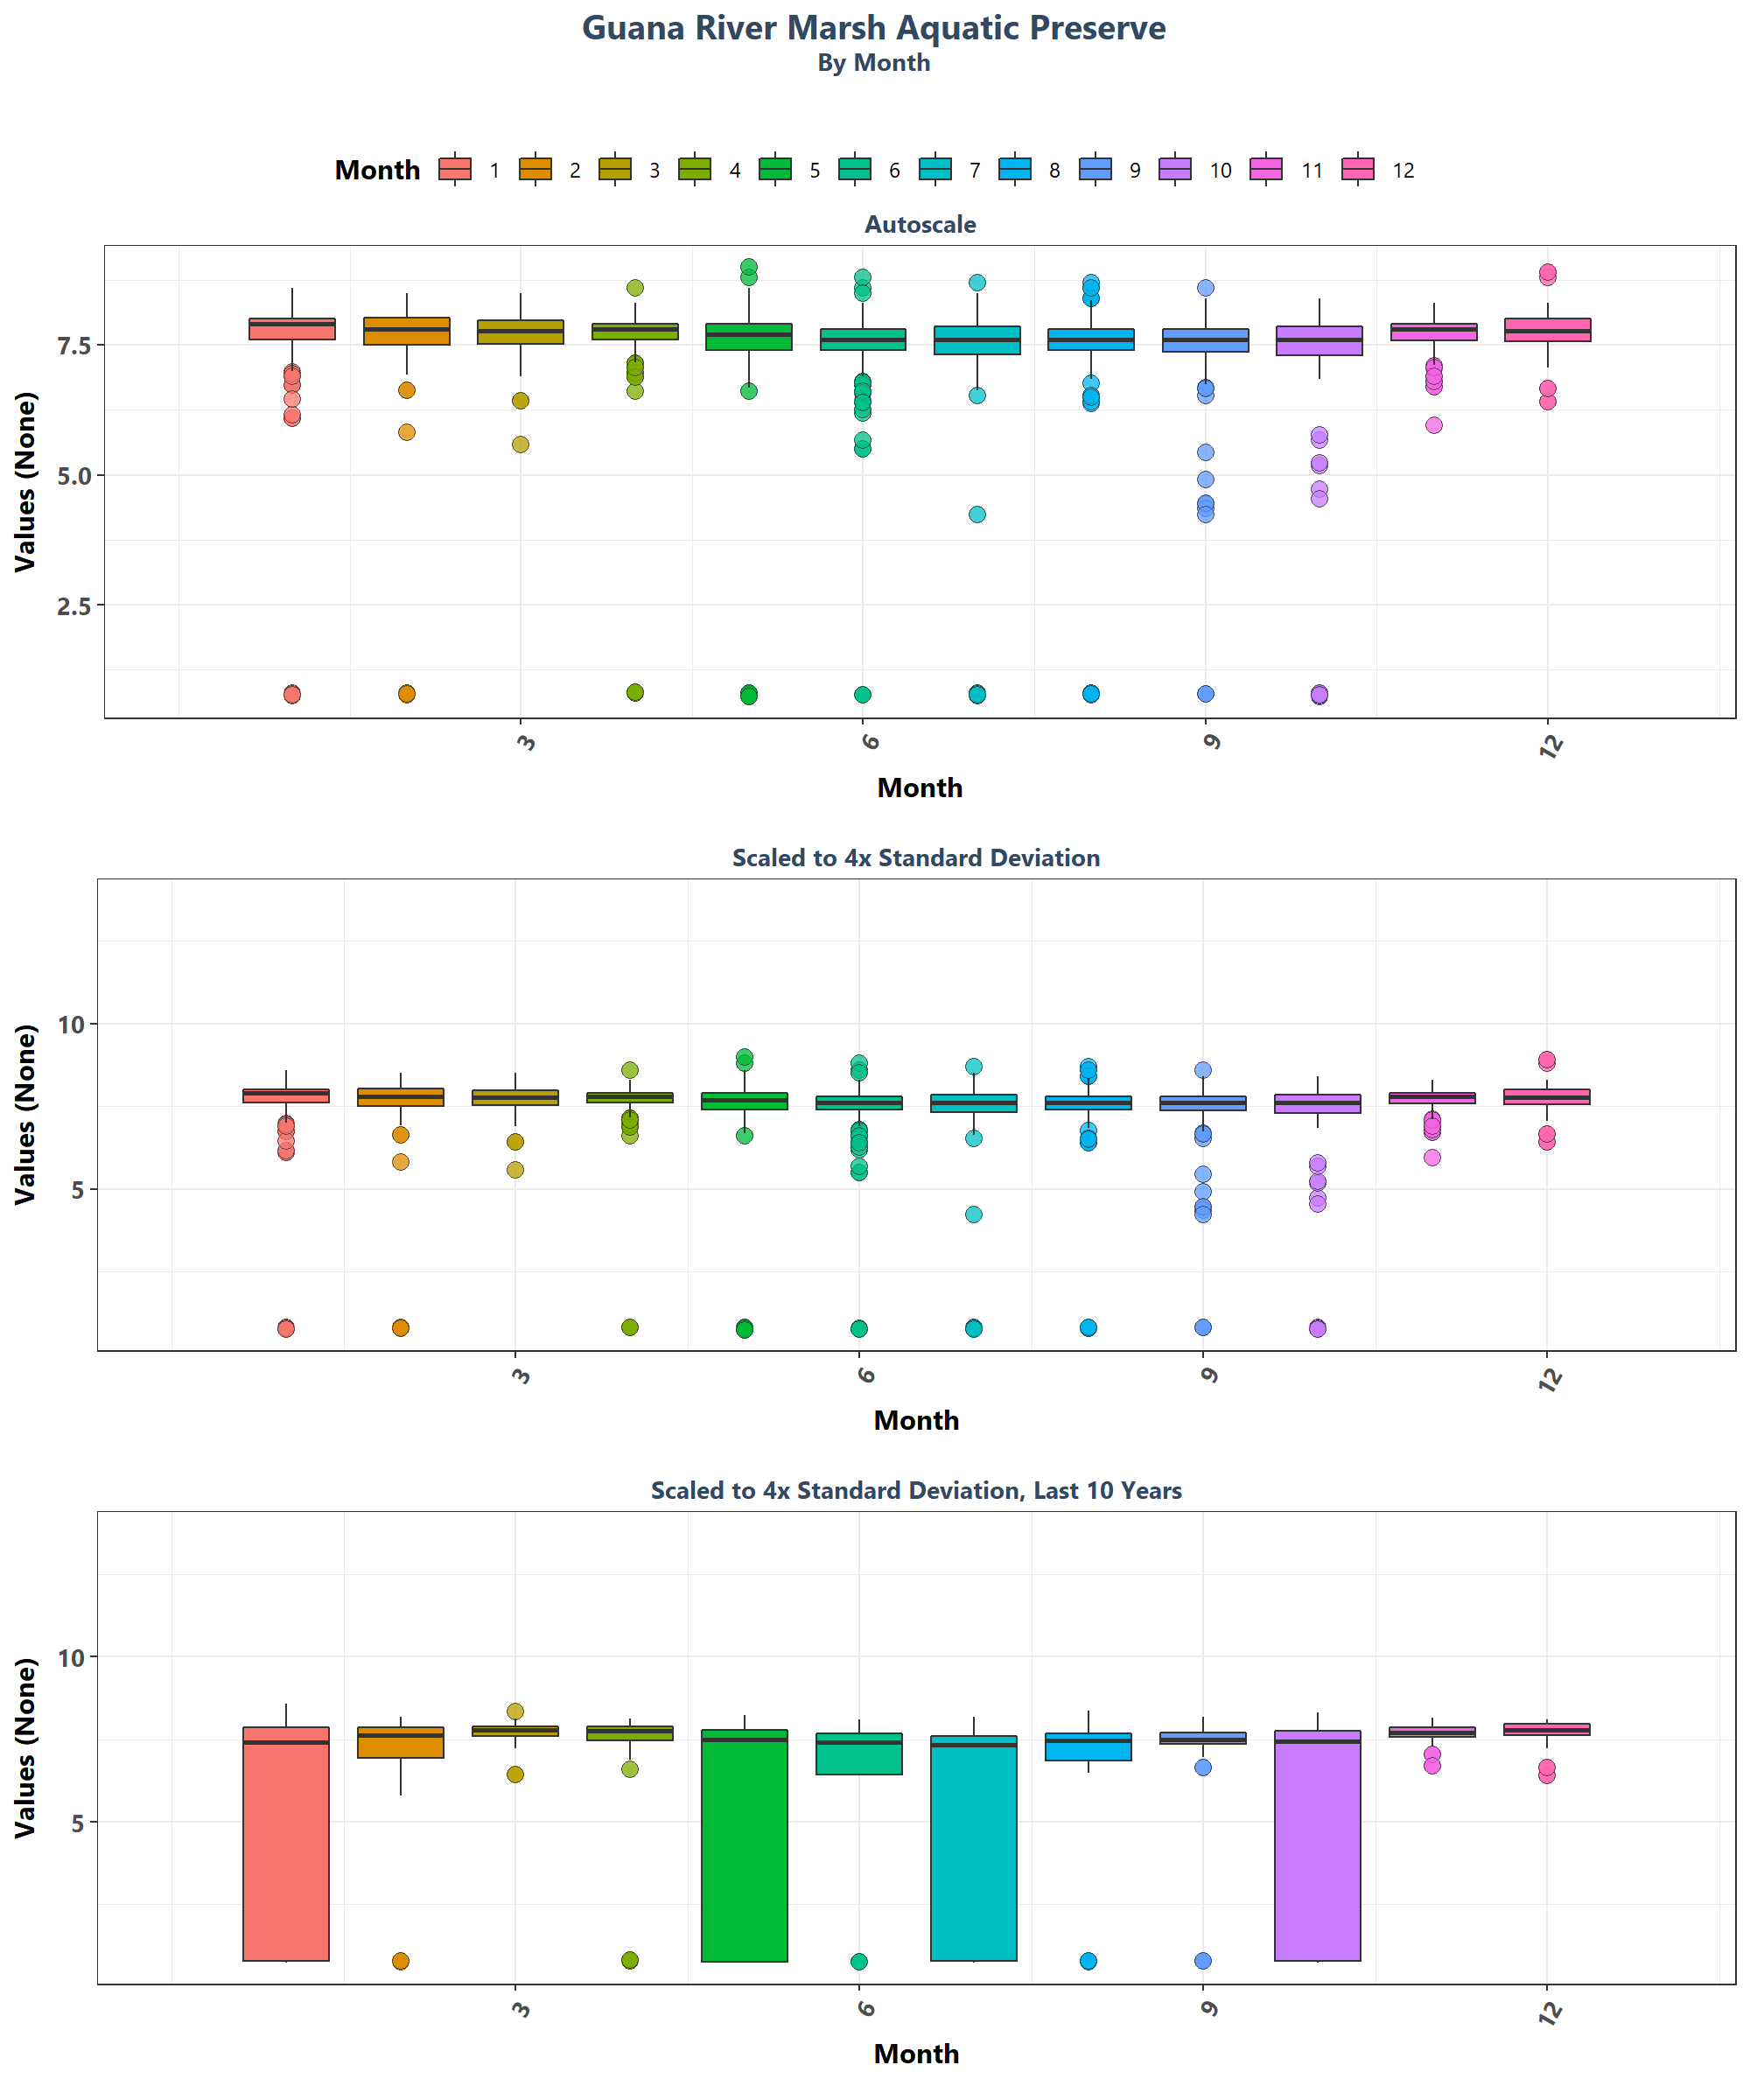 Guana River Marsh Aquatic Preserve
By Month
Month 1 2 3 4 5 6 7 8 9 10 11 12
Autoscale
Values (None)
7.5
5.0
2.5
3 6 9 12
Month
Scaled to 4x Standard Deviation
Values (None)
10
5
3 6 9 12
Month
Scaled to 4x Standard Deviation, Last 10 Years
Values (None)
10
5
3 6 9 12
Month